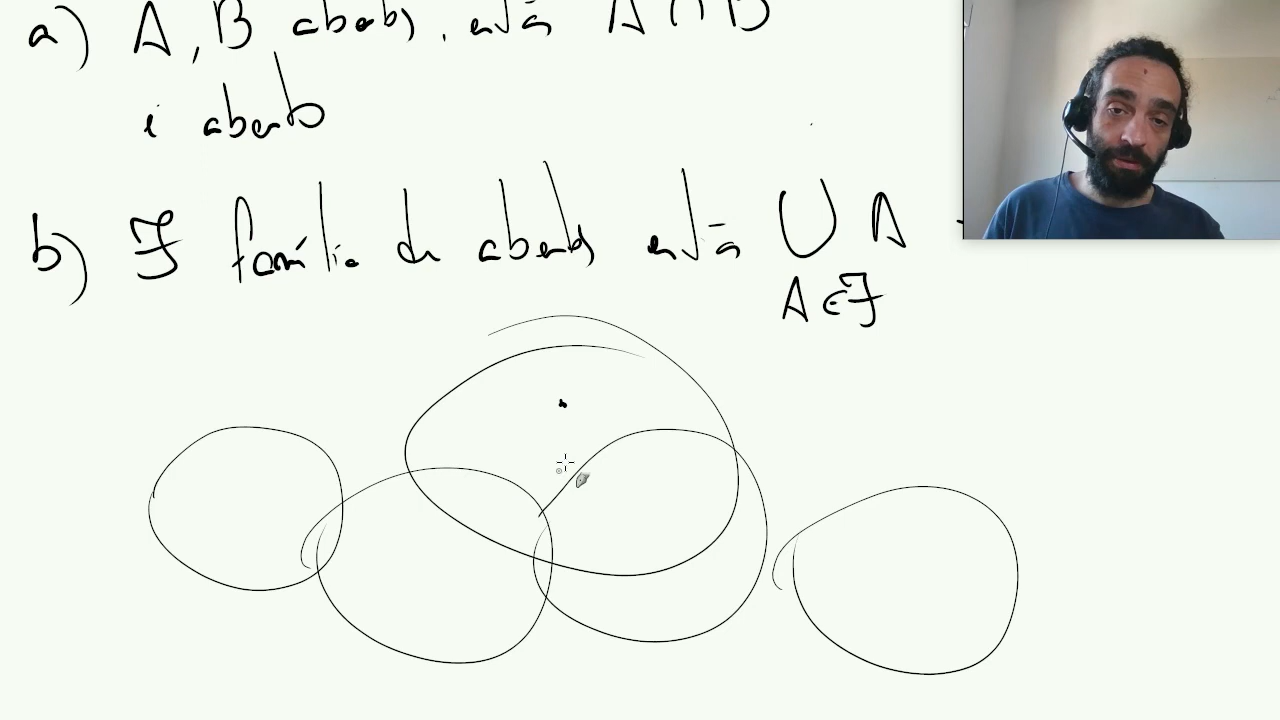 a) A, B abertos, então A ∩ B
é aberto
b) F família de abertos então ∪ A
A ∈ F